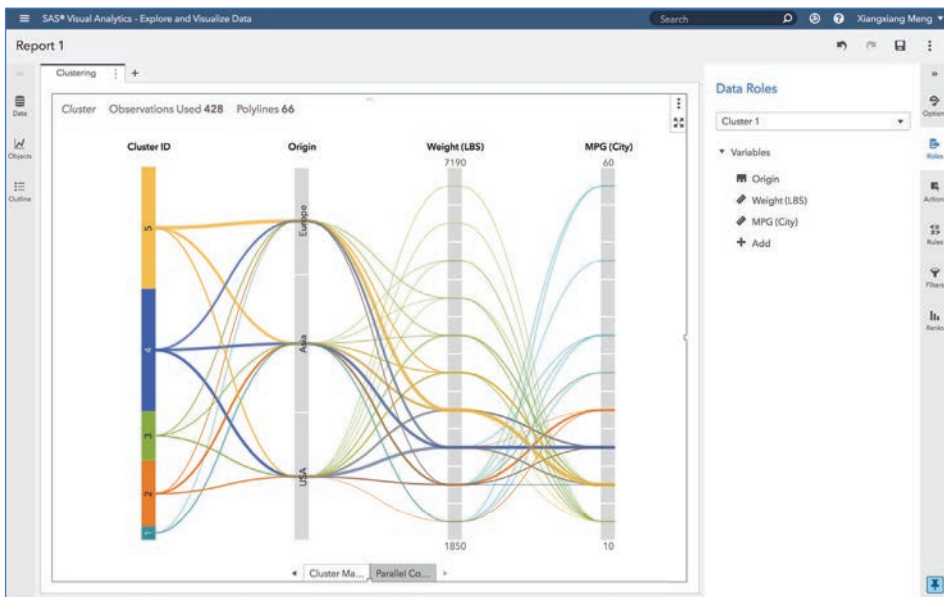 SAS® Visual Analytics - Explore and Visualize Data
Search
Xiangxiang Meng
Report 1
Clustering
Data
Objects
Outline
Cluster Observations Used 428 Polylines 66
Cluster ID Origin Weight (LBS) MPG (City)
7190 60
5
4
3
2
1
Europe
Asia
USA
1850 10
Cluster Ma... Parallel Co...
Data Roles
Cluster 1
Variables
Origin
Weight (LBS)
MPG (City)
Add
Option
Roles
Action
Rules
Filters
Ranks